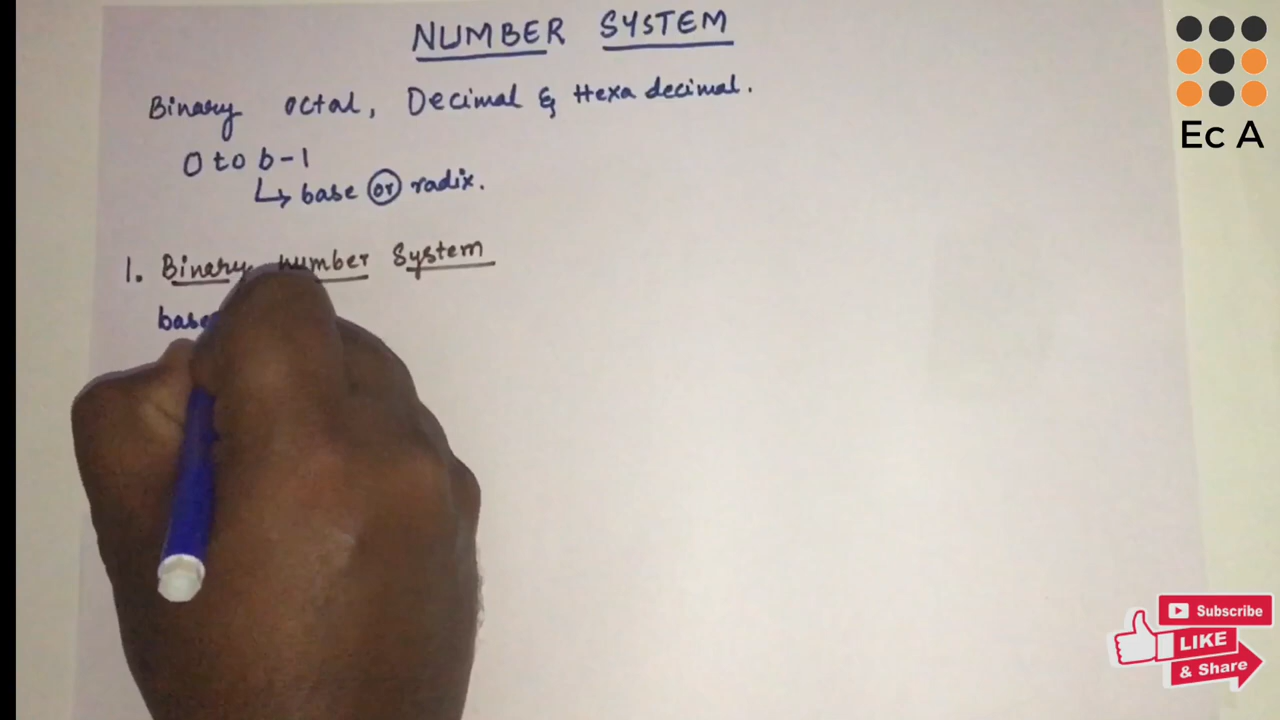 NUMBER SYSTEM
Binary octal, Decimal & Hexa decimal.
0 to b-1
↳ base or radix.
1. Binary number System
base
Ec A
Subscribe
LIKE
& Share